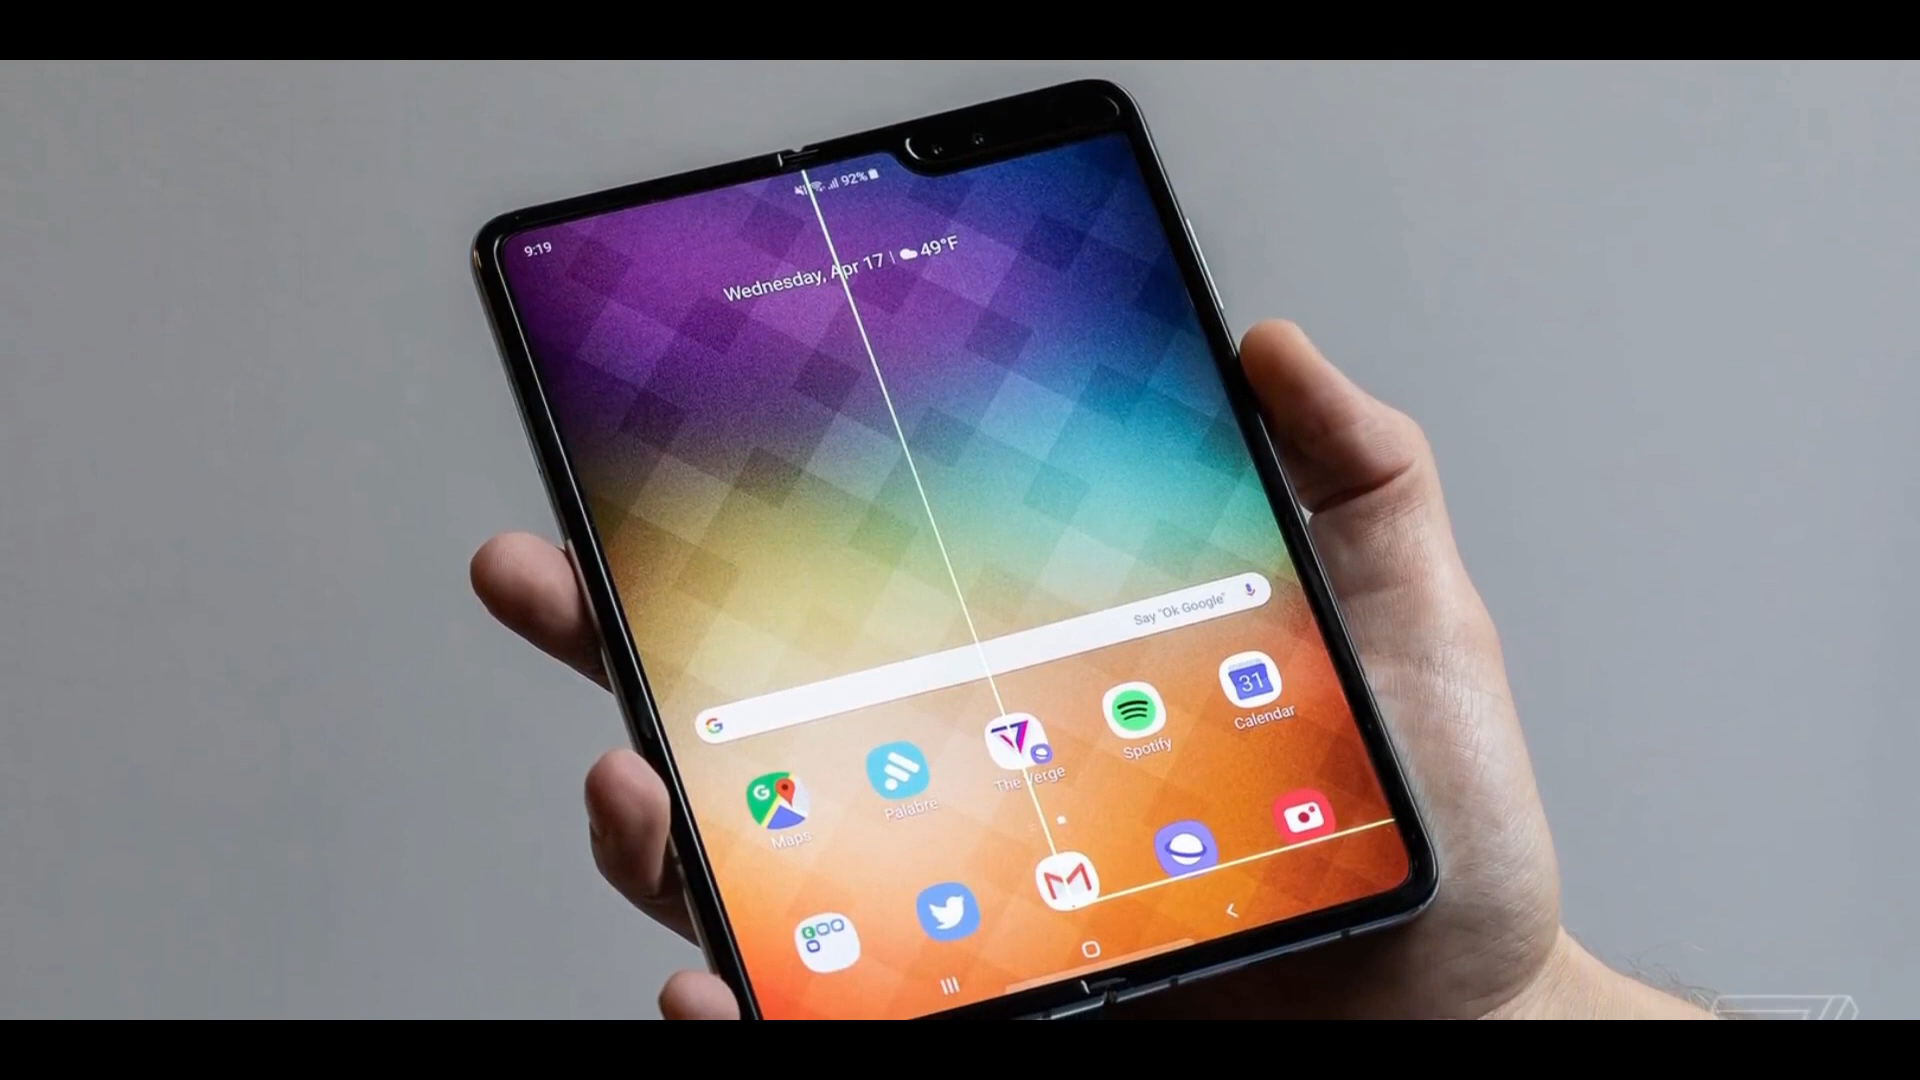 92%
9:19
Wednesday, Apr 17 | 49°F
Say "Ok Google"
G
31
Calendar
Spotify
The Verge
Palabre
G
Maps